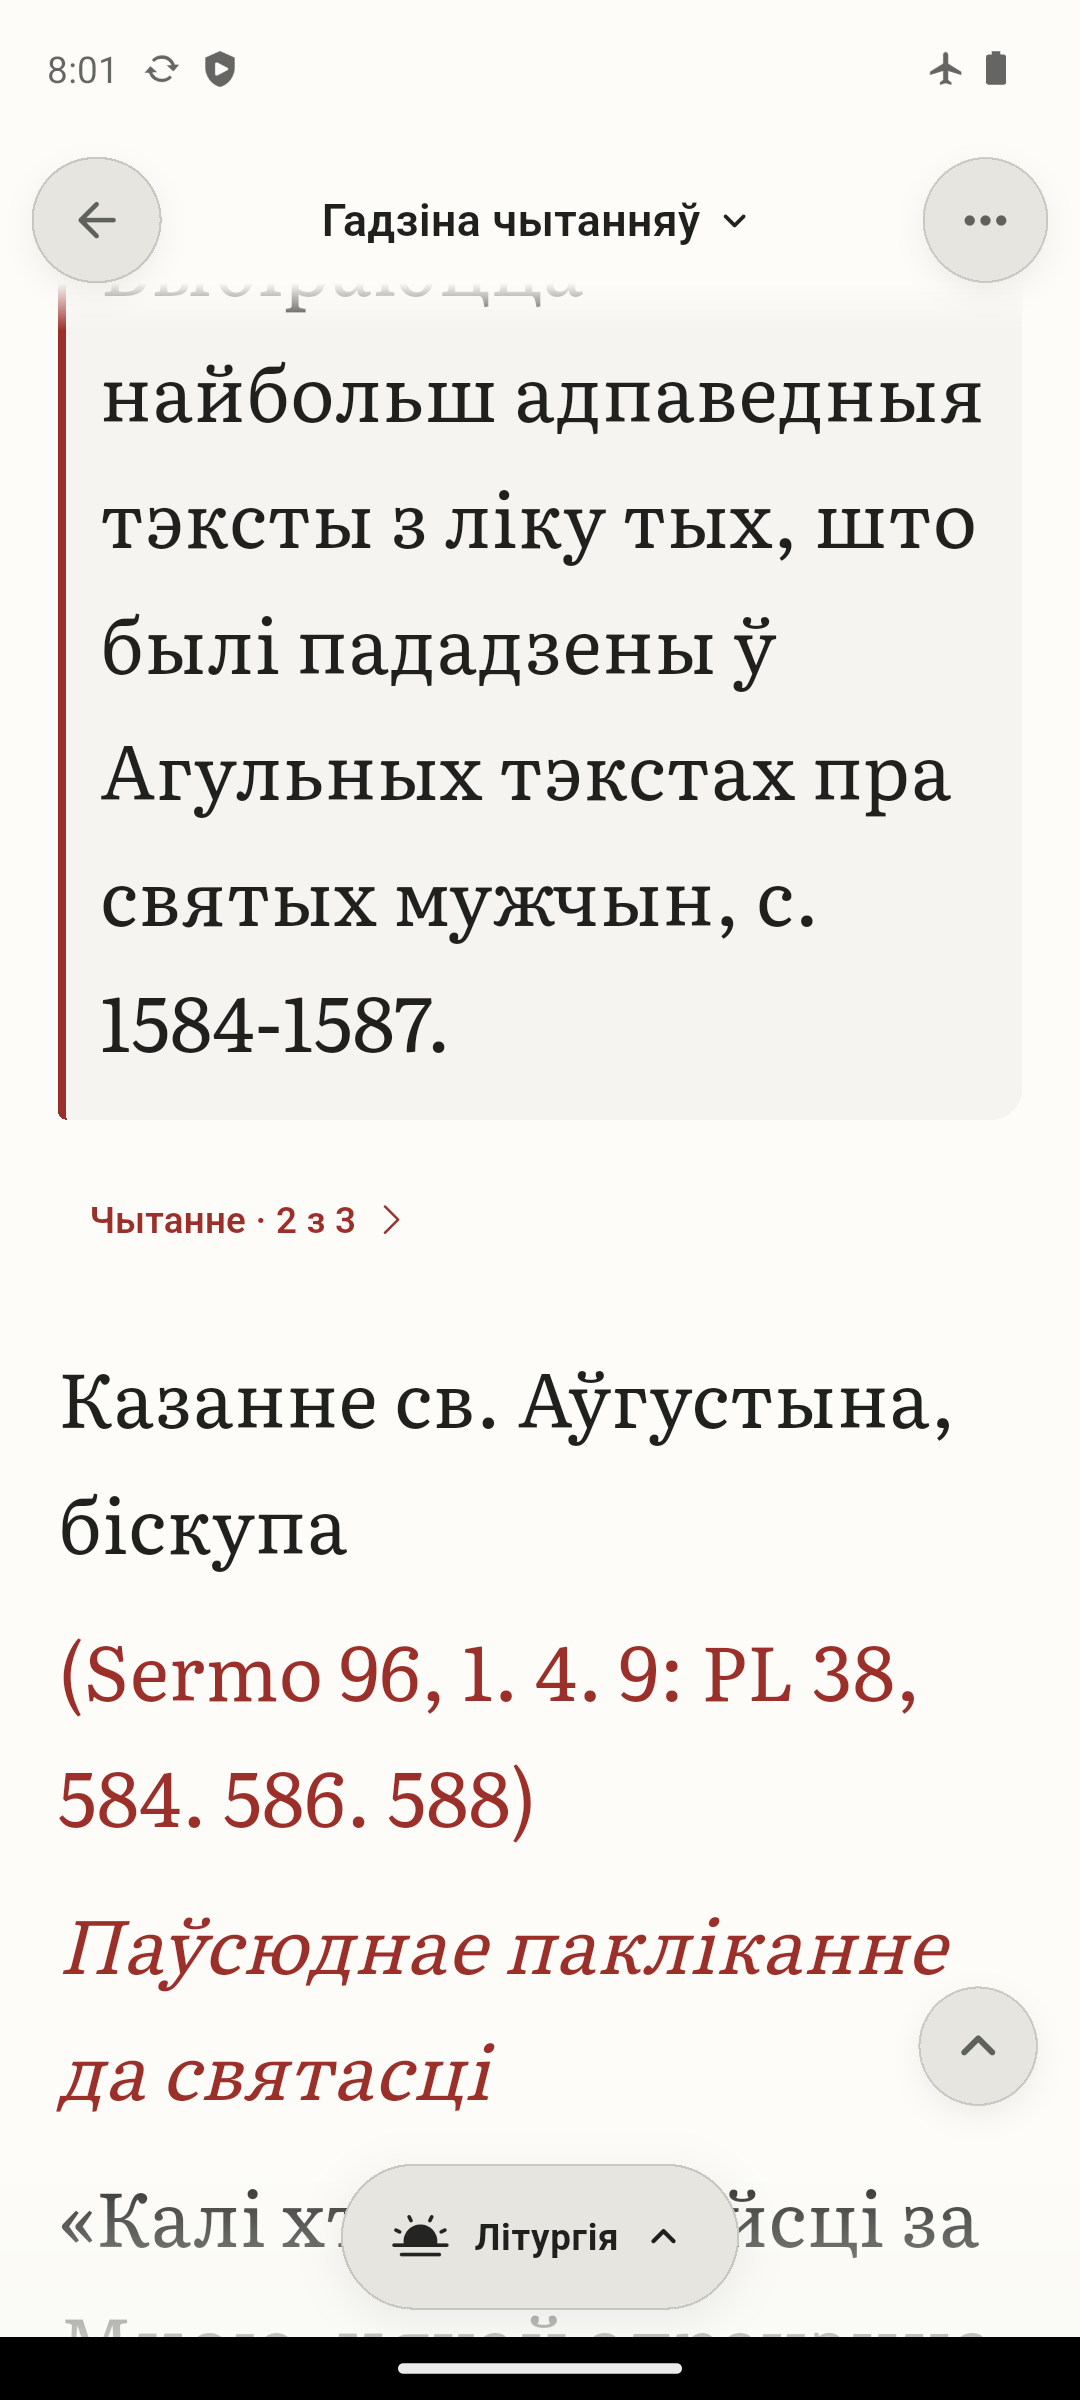 8:01
Гадзіна чытанняў
Выбіраюцца
найбольш адпаведныя
тэксты з ліку тых, што
былі пададзены ў
Агульных тэкстах пра
святых мужчын, с.
1584-1587.
Чытанне · 2 з 3
Казанне св. Аўгустына,
біскупа
(Sermo 96, 1. 4. 9: PL 38,
584. 586. 588)
Паўсюднае пакліканне
да святасці
«Калі за
Літургія